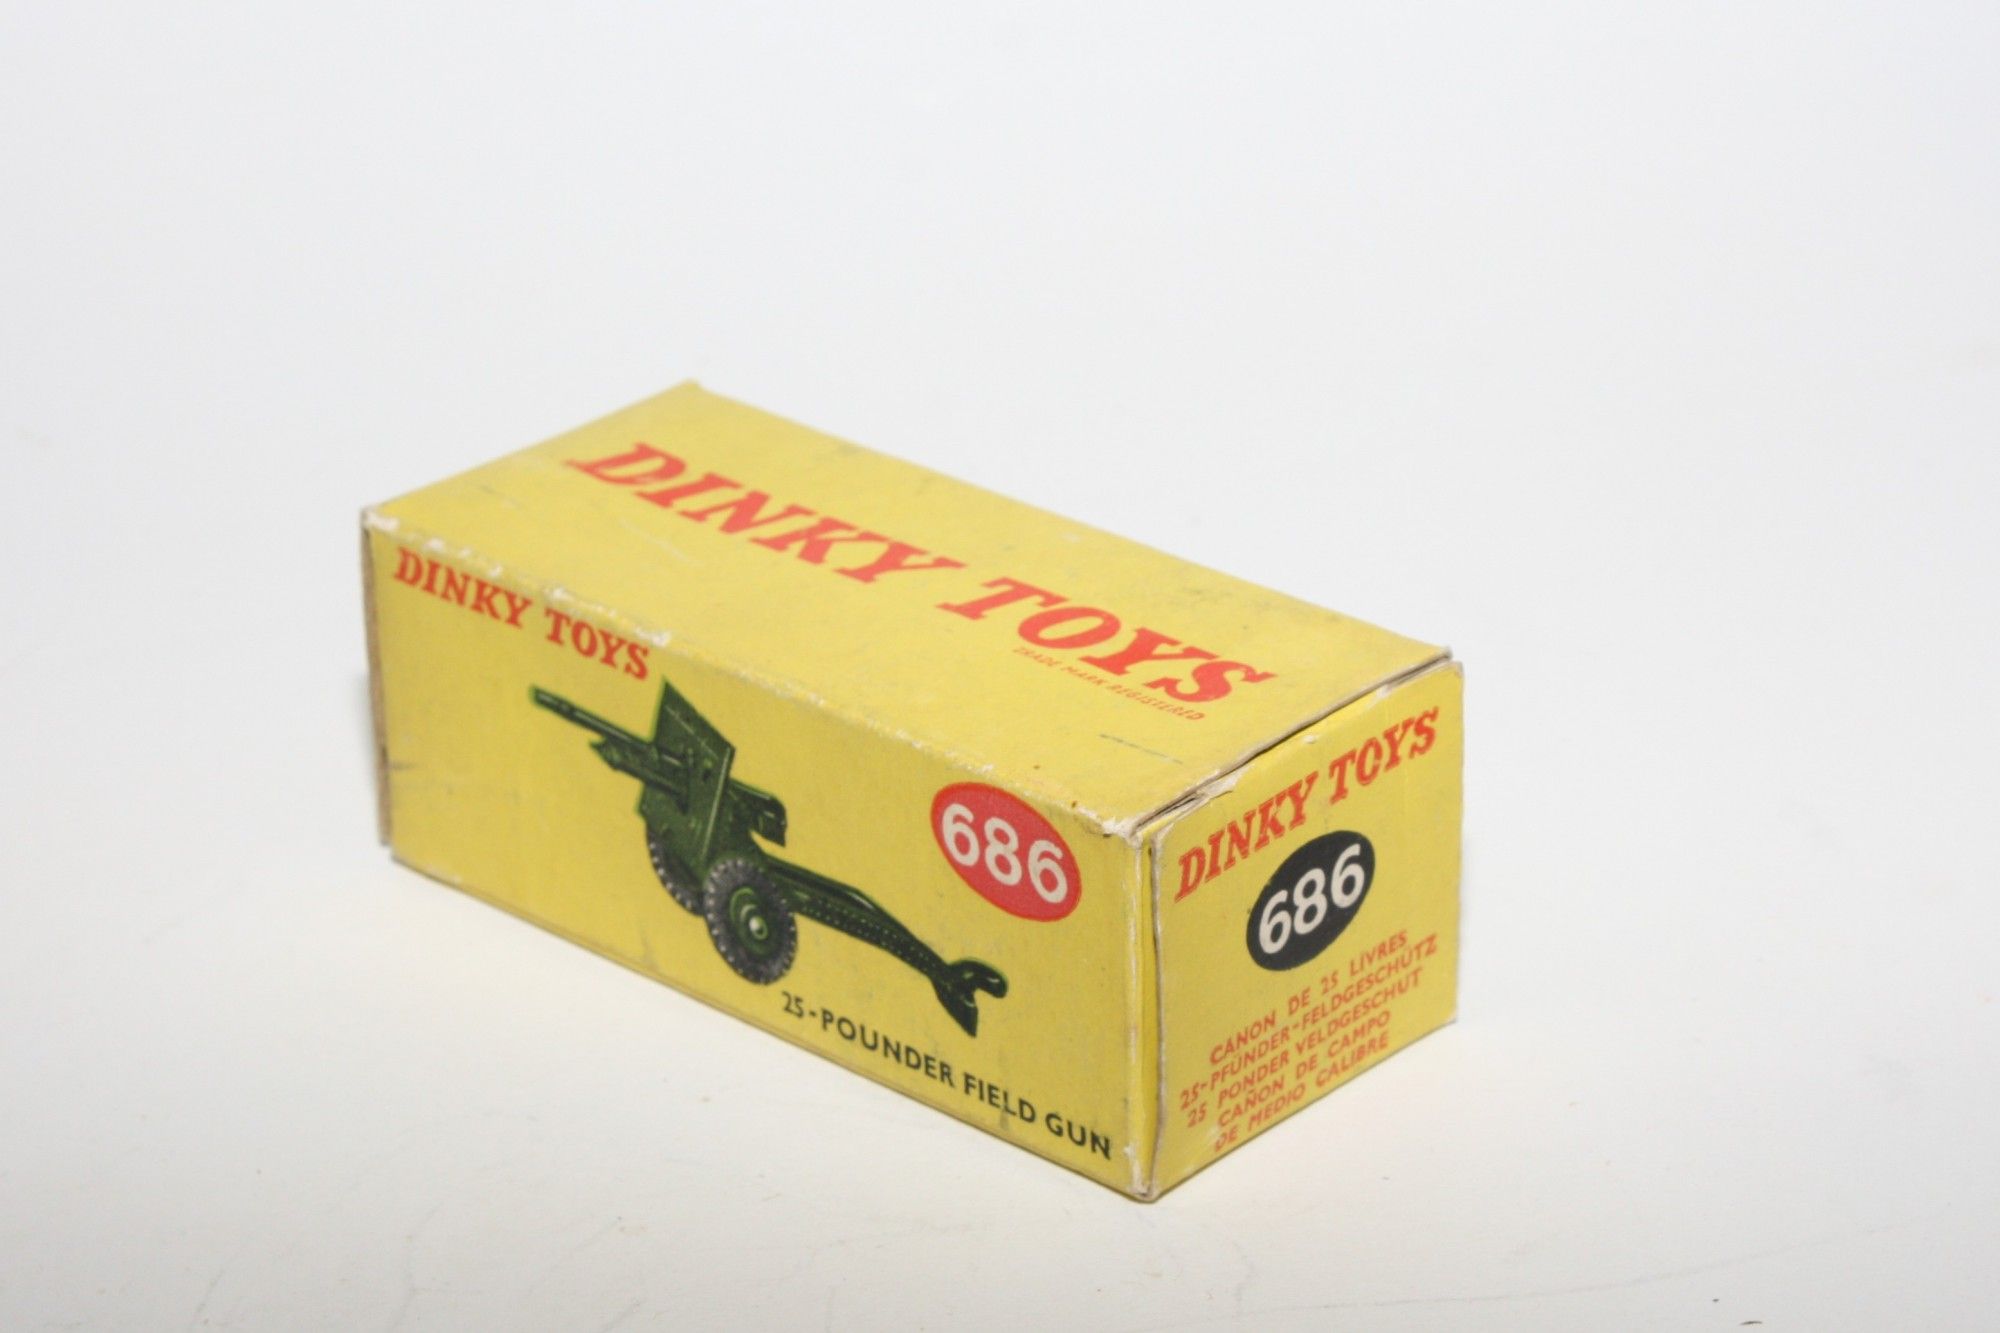 DINKY TOYS
TRADE MARK REGISTERED
DINKY TOYS
686
25-POUNDER FIELD GUN
DINKY TOYS
686
CANON DE 25 LIVRES
25-PFÜNDER-FELDGESCHÜTZ
25 PONDER VELDGESCHUT
CAÑON DE CAMPO
DE MEDIO CALIBRE